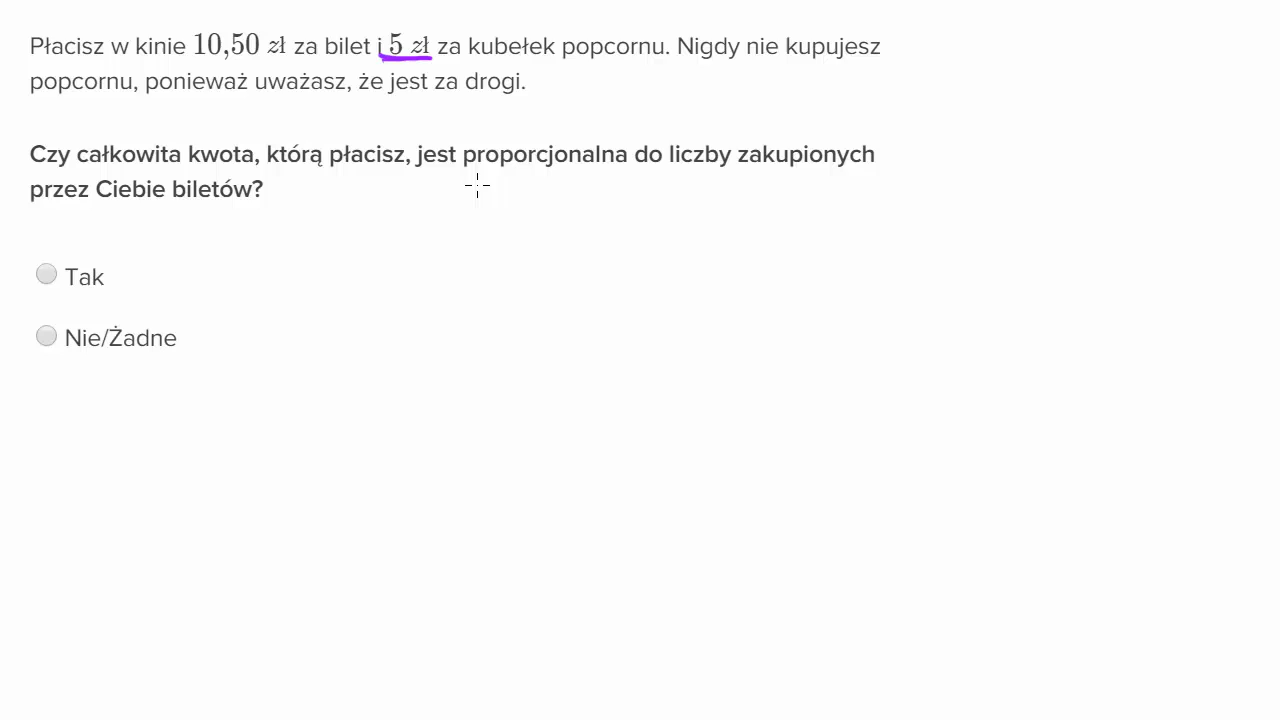 Płacisz w kinie 10,50 zł za bilet i 5 zł za kubełek popcornu. Nigdy nie kupujesz
popcornu, ponieważ uważasz, że jest za drogi.
Czy całkowita kwota, którą płacisz, jest proporcjonalna do liczby zakupionych
przez Ciebie biletów?
Tak
Nie/Żadne